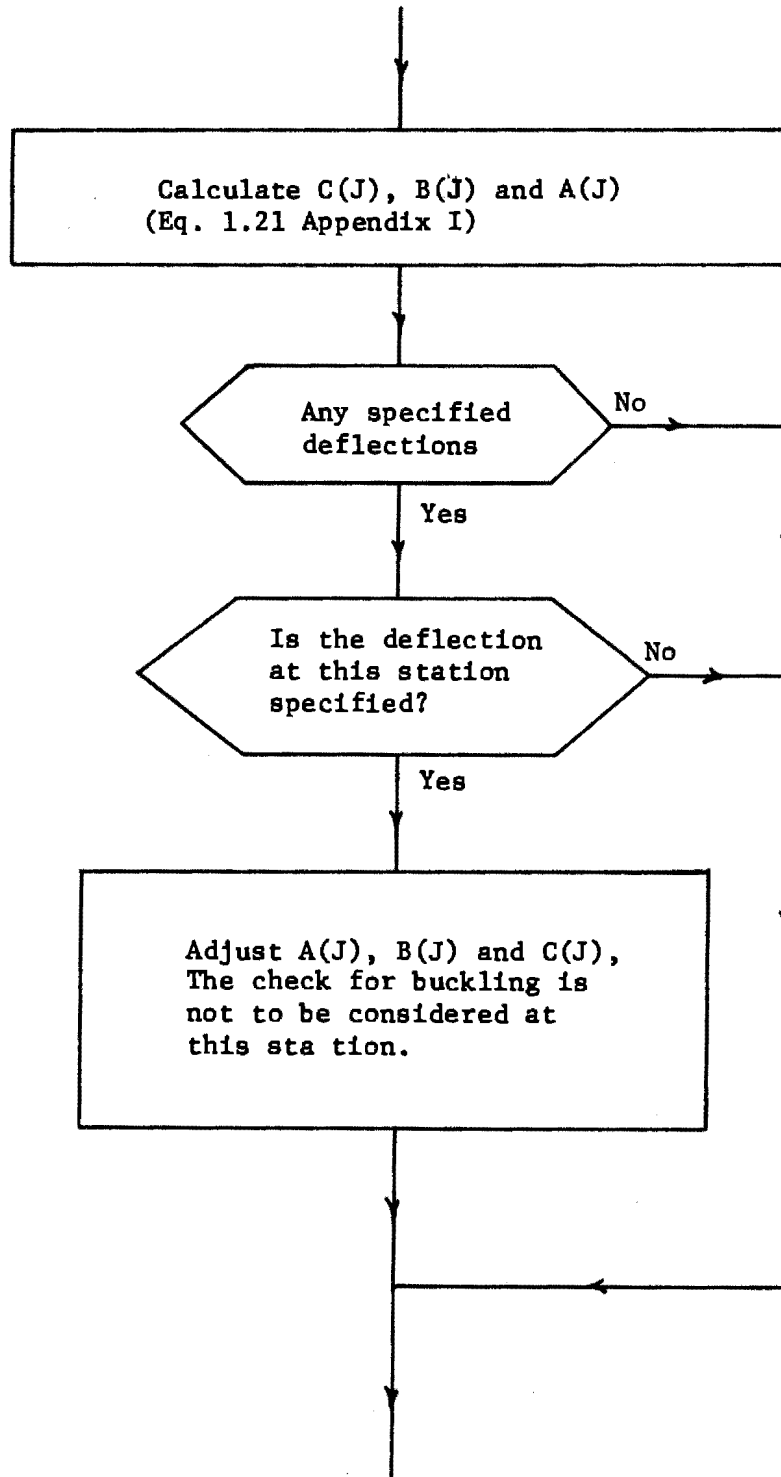 Calculate C(J), B(J) and A(J)
(Eq. 1.21 Appendix I)
Any specified
deflections
No
Yes
Is the deflection
at this station
specified?
No
Yes
Adjust A(J), B(J) and C(J),
The check for buckling is
not to be considered at
this sta tion.